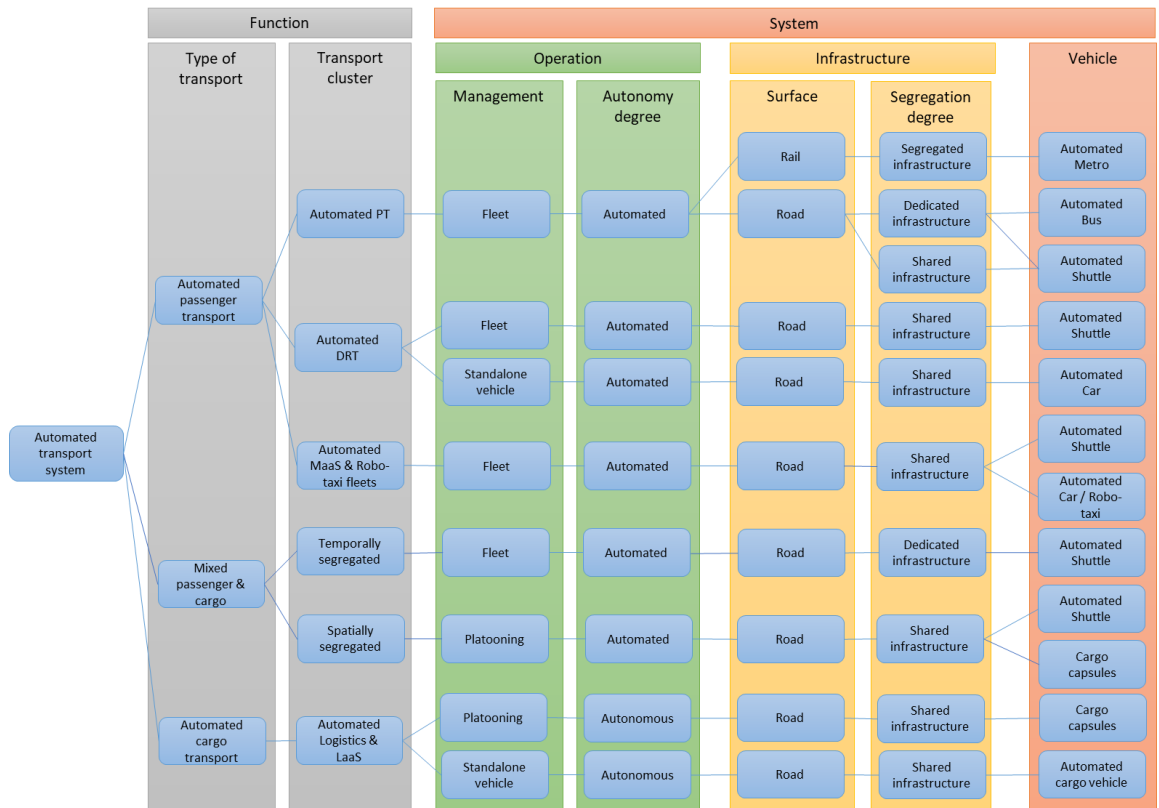 Function
System
Type of
transport
Transport
cluster
Operation
Infrastructure
Vehicle
Management
Autonomy
degree
Surface
Segregation
degree
Rail
Segregated
infrastructure
Automated
Metro
Automated PT
Fleet
Automated
Road
Dedicated
infrastructure
Automated
Bus
Shared
infrastructure
Automated
Shuttle
Automated
passenger
transport
Automated
DRT
Fleet
Automated
Road
Shared
infrastructure
Automated
Shuttle
Standalone
vehicle
Automated
Road
Shared
infrastructure
Automated
Car
Automated
transport
system
Automated
MaaS & Robo-
taxi fleets
Fleet
Automated
Road
Shared
infrastructure
Automated
Shuttle
Automated
Car / Robo-
taxi
Mixed
passenger &
cargo
Temporally
segregated
Fleet
Automated
Road
Dedicated
infrastructure
Automated
Shuttle
Spatially
segregated
Platooning
Automated
Road
Shared
infrastructure
Automated
Shuttle
Cargo
capsules
Automated
cargo
transport
Automated
Logistics &
LaaS
Platooning
Autonomous
Road
Shared
infrastructure
Cargo
capsules
Standalone
vehicle
Autonomous
Road
Shared
infrastructure
Automated
cargo vehicle